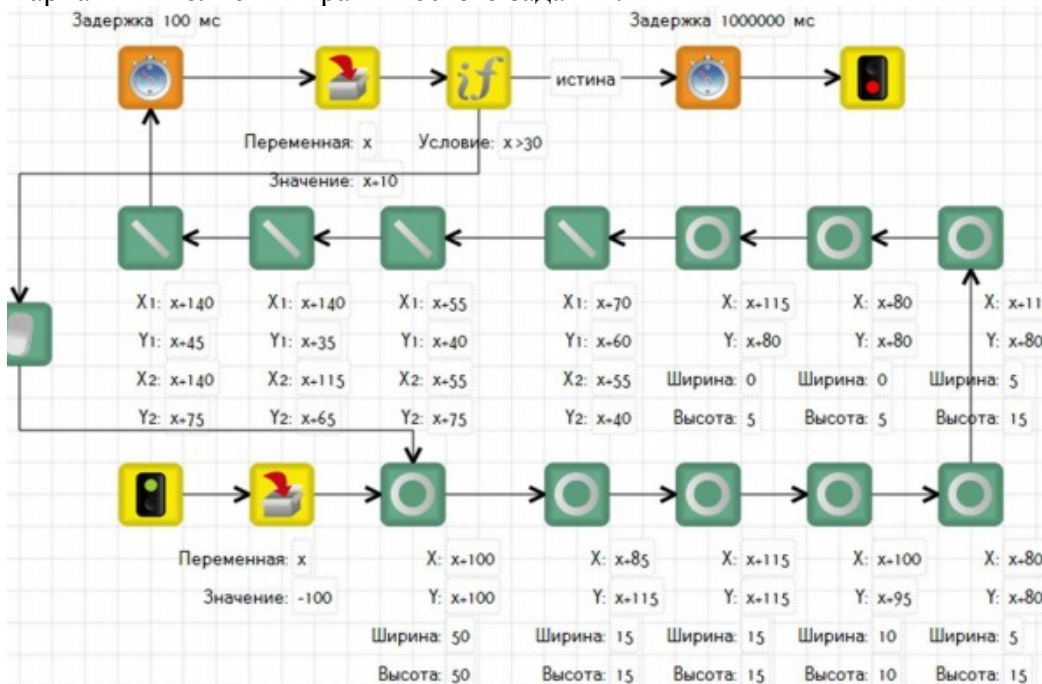 Задержка 100 мс
Задержка 1000000 мс
if
истина
Переменная: x
Условие: x>30
Значение: x+10
X1: x+140
X1: x+140
X1: x+55
X1: x+70
X: x+115
X: x+80
Y1: x+45
Y1: x+35
Y1: x+40
Y1: x+60
Y: x+80
Y: x+80
Y: x+80
X2: x+140
X2: x+115
X2: x+55
X2: x+55
Ширина: 0
Ширина: 0
Ширина: 5
Y2: x+75
Y2: x+65
Y2: x+75
Y2: x+40
Высота: 5
Высота: 5
Высота: 15
Переменная: x
X: x+100
X: x+85
X: x+115
X: x+100
X: x+80
Значение: -100
Y: x+100
Y: x+115
Y: x+115
Y: x+95
Y: x+80
Ширина: 50
Ширина: 15
Ширина: 15
Ширина: 10
Ширина: 5
Высота: 50
Высота: 15
Высота: 15
Высота: 10
Высота: 15